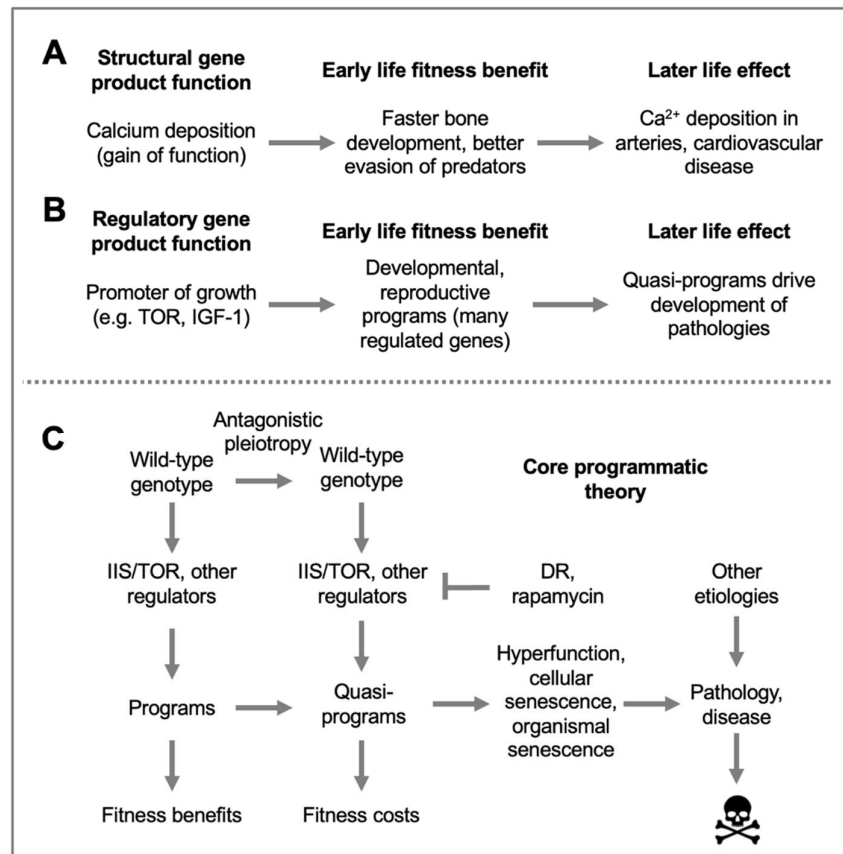 A
Structural gene
product function
Early life fitness benefit
Later life effect
Calcium deposition
(gain of function)
Faster bone
development, better
evasion of predators
Ca²⁺ deposition in
arteries, cardiovascular
disease
B
Regulatory gene
product function
Early life fitness benefit
Later life effect
Promoter of growth
(e.g. TOR, IGF-1)
Developmental,
reproductive
programs (many
regulated genes)
Quasi-programs drive
development of
pathologies
C
Antagonistic
pleiotropy
Wild-type
genotype
Wild-type
genotype
Core programmatic
theory
IIS/TOR, other
regulators
IIS/TOR, other
regulators
DR,
rapamycin
Other
etiologies
Programs
Quasi-
programs
Hyperfunction,
cellular
senescence,
organismal
senescence
Pathology,
disease
Fitness benefits
Fitness costs